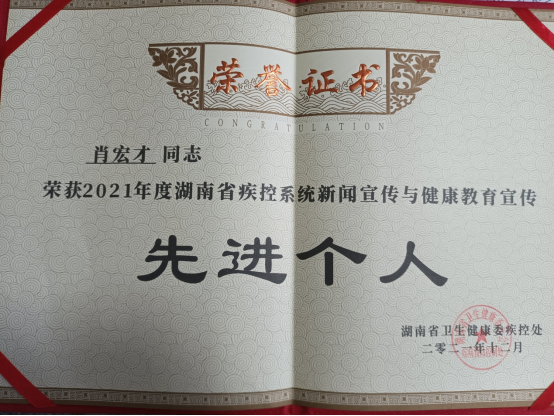 荣誉证书
CONGRATULATION
肖宏才 同志
荣获2021年度湖南省疾控系统新闻宣传与健康教育宣传
先进个人
湖南省卫生健康委疾控处
二零二一年十二月